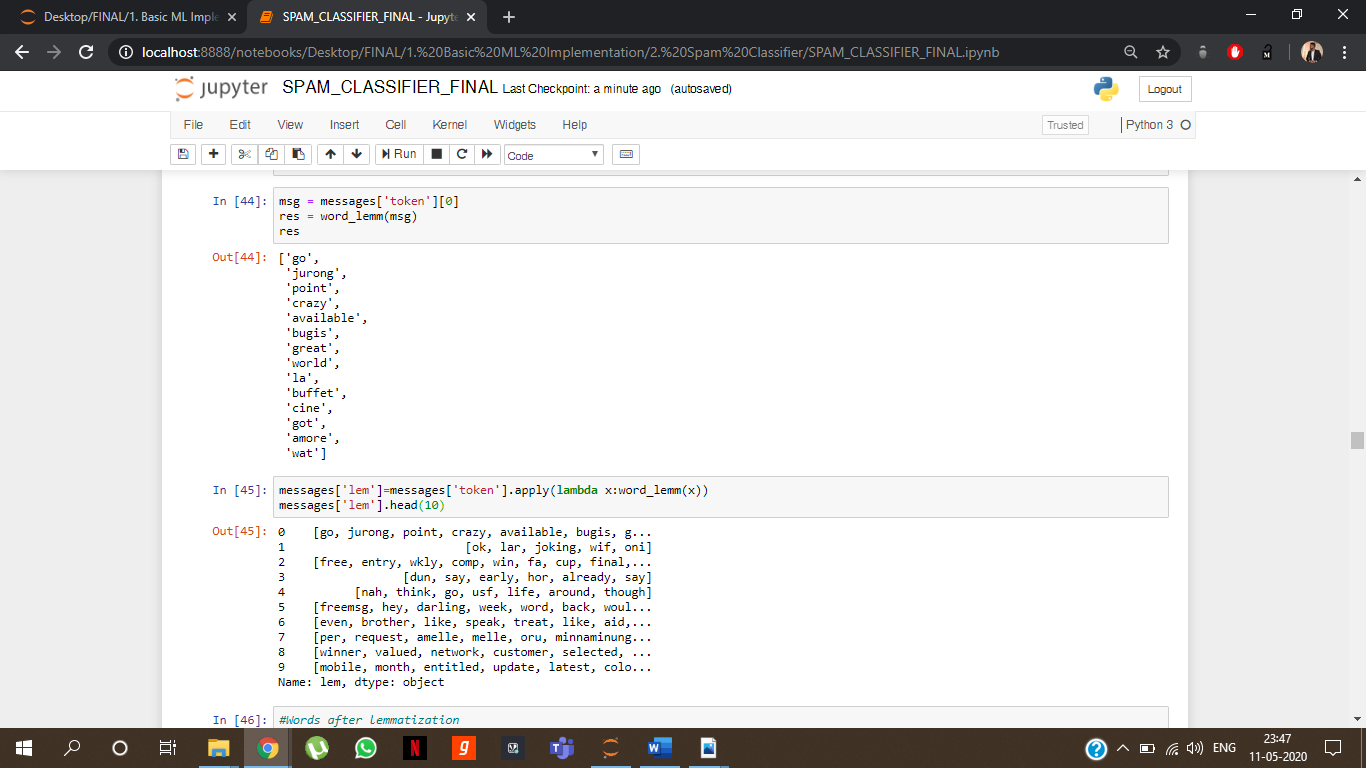 Desktop/FINAL/1. Basic ML Imple
SPAM_CLASSIFIER_FINAL - Jupyte
localhost:8888/notebooks/Desktop/FINAL/1.%20Basic%20ML%20Implementation/2.%20Spam%20Classifier/SPAM_CLASSIFIER_FINAL.ipynb
jupyter SPAM_CLASSIFIER_FINAL Last Checkpoint: a minute ago (autosaved)
Logout
File Edit View Insert Cell Kernel Widgets Help
Trusted
Python 3
Run
Code
In [44]: msg = messages['token'][0]
res = word_lemm(msg)
res
Out[44]: ['go',
'jurong',
'point',
'crazy',
'available',
'bugis',
'great',
'world',
'la',
'buffet',
'cine',
'got',
'amore',
'wat']
In [45]: messages['lem']=messages['token'].apply(lambda x:word_lemm(x))
messages['lem'].head(10)
Out[45]: 0 [go, jurong, point, crazy, available, bugis, g...
1 [ok, lar, joking, wif, oni]
2 [free, entry, wkly, comp, win, fa, cup, final,...
3 [dun, say, early, hor, already, say]
4 [nah, think, go, usf, life, around, though]
5 [freemsg, hey, darling, week, word, back, woul...
6 [even, brother, like, speak, treat, like, aid,...
7 [per, request, amelle, melle, oru, minnaminung...
8 [winner, valued, network, customer, selected, ...
9 [mobile, month, entitled, update, latest, colo...
Name: lem, dtype: object
In [46]: #Words after lemmatization
ENG
23:47
11-05-2020